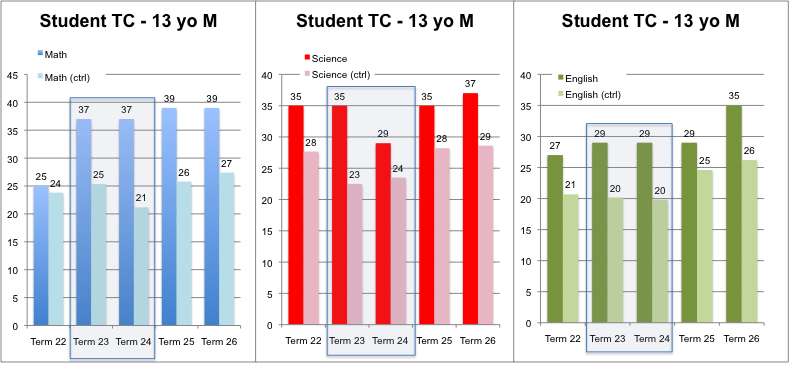 Student TC - 13 yo M
Math
Math (ctrl)
45
40
35
30
25
20
15
10
5
0
25
24
37
25
37
21
39
26
39
27
Term 22
Term 23
Term 24
Term 25
Term 26
Student TC - 13 yo M
Science
Science (ctrl)
40
35
30
25
20
15
10
5
0
35
28
35
23
29
24
35
28
37
29
Term 22
Term 23
Term 24
Term 25
Term 26
Student TC - 13 yo M
English
English (ctrl)
40
35
30
25
20
15
10
5
0
27
21
29
20
29
20
29
25
35
26
Term 22
Term 23
Term 24
Term 25
Term 26